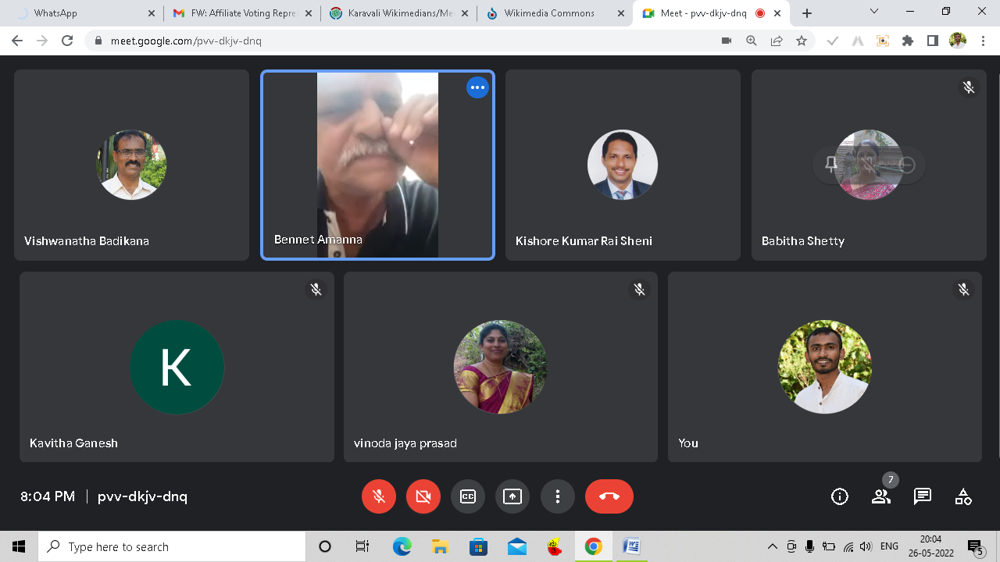 WhatsApp
FW: Affiliate Voting Repre
Karavali Wikimedians/Me
Wikimedia Commons
Meet - pvv-dkjv-dnq
meet.google.com/pvv-dkjv-dnq
Vishwanatha Badikana
Bennet Amanna
Kishore Kumar Rai Sheni
Babitha Shetty
K
Kavitha Ganesh
vinoda jaya prasad
You
8:04 PM | pvv-dkjv-dnq
CC
7
Type here to search
ENG
20:04
26-05-2022
5